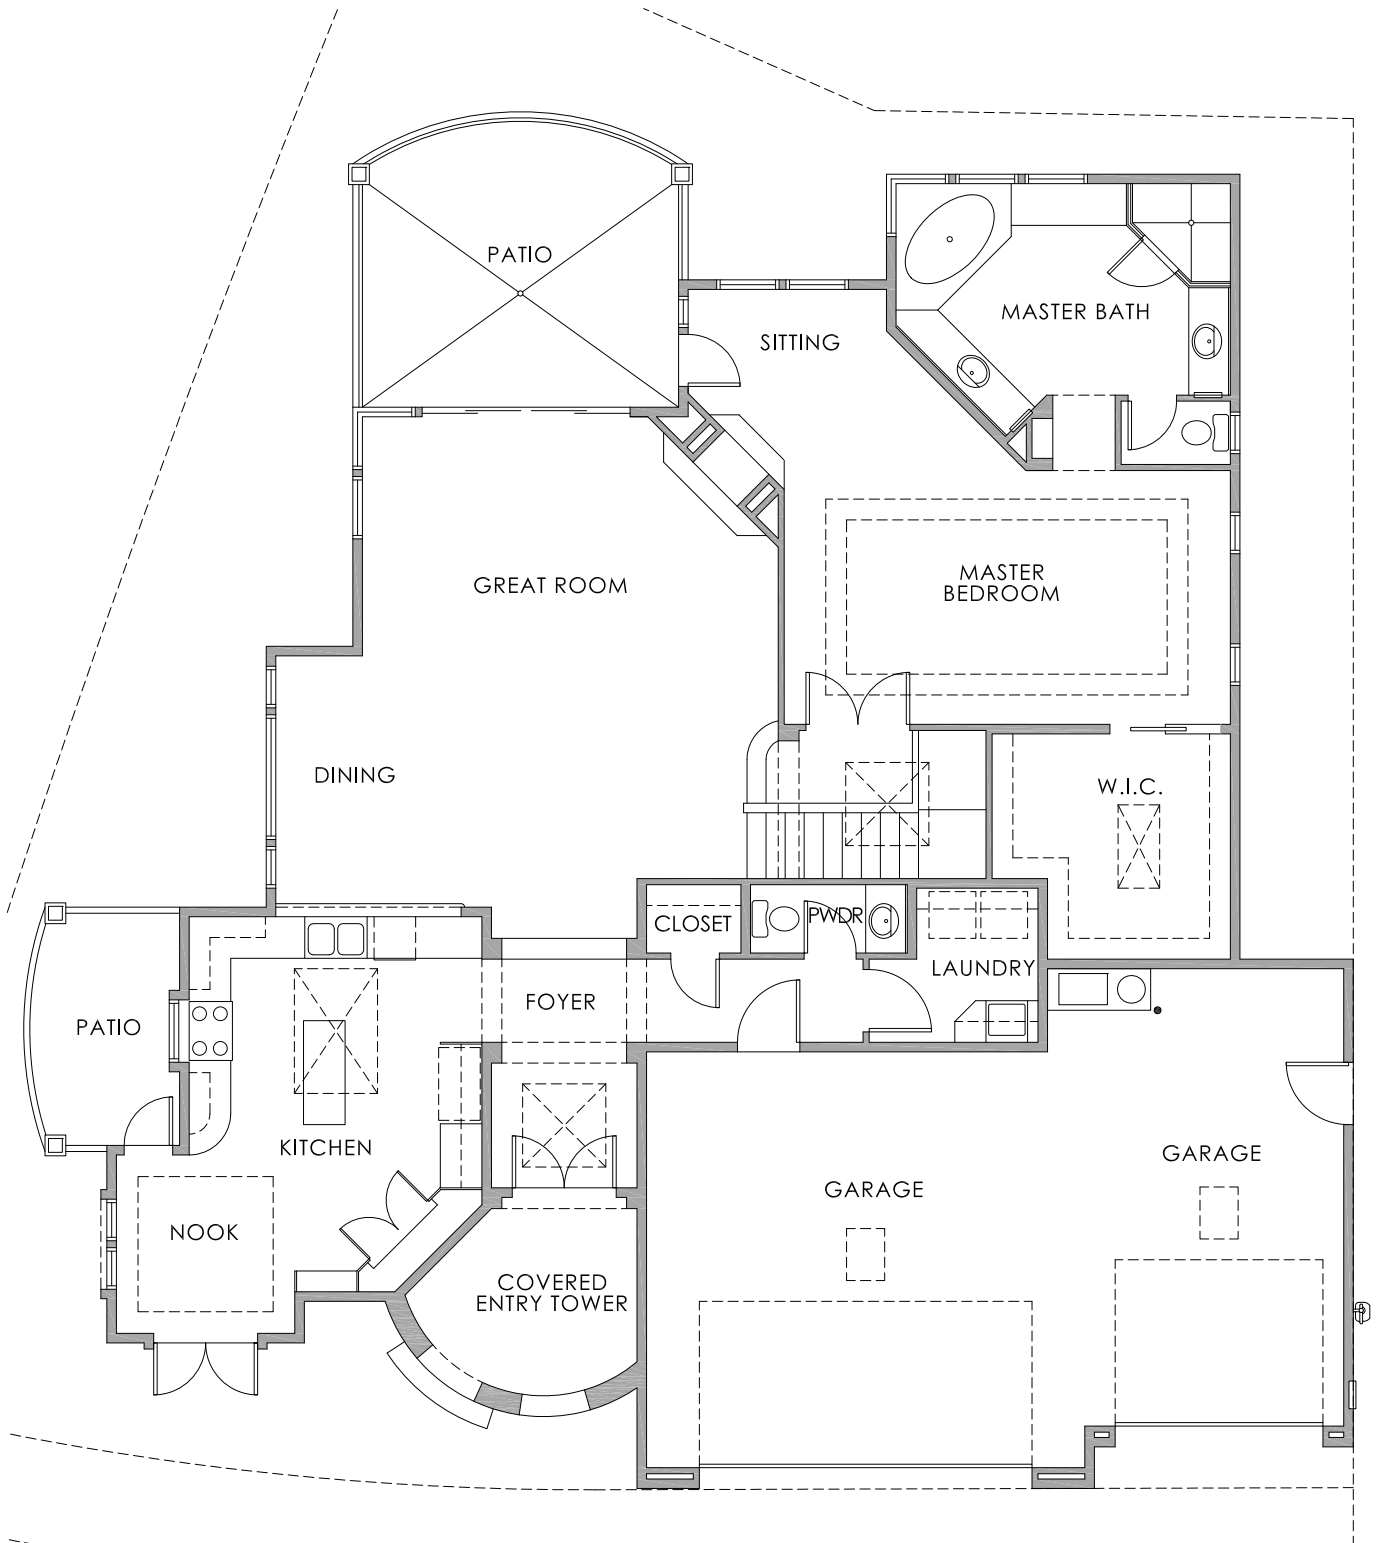 PATIO
MASTER BATH
SITTING
GREAT ROOM
MASTER
BEDROOM
DINING
W.I.C.
CLOSET
PWDR
LAUNDRY
FOYER
PATIO
KITCHEN
GARAGE
GARAGE
NOOK
COVERED
ENTRY TOWER